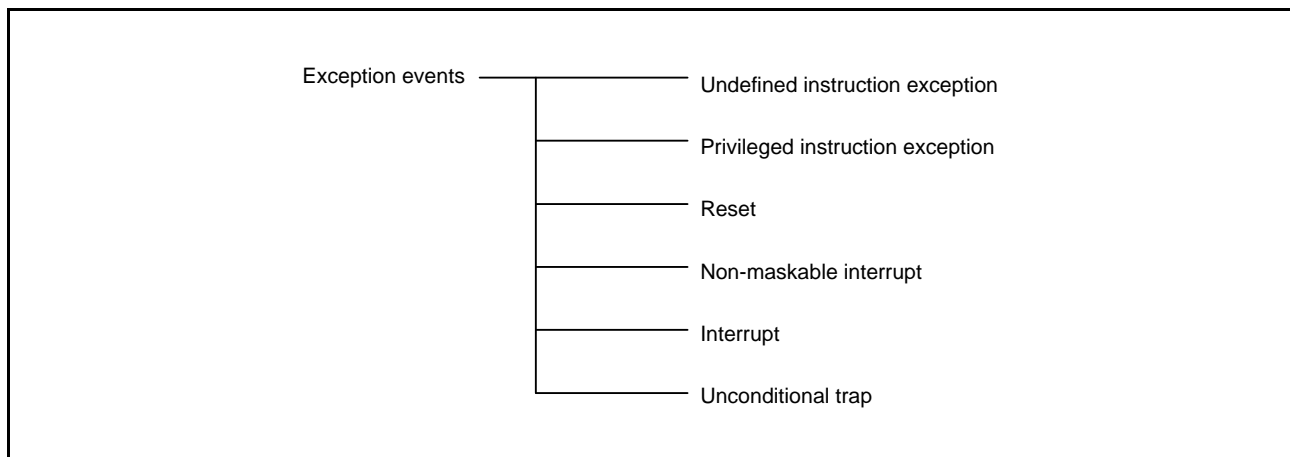 Exception events
Undefined instruction exception
Privileged instruction exception
Reset
Non-maskable interrupt
Interrupt
Unconditional trap